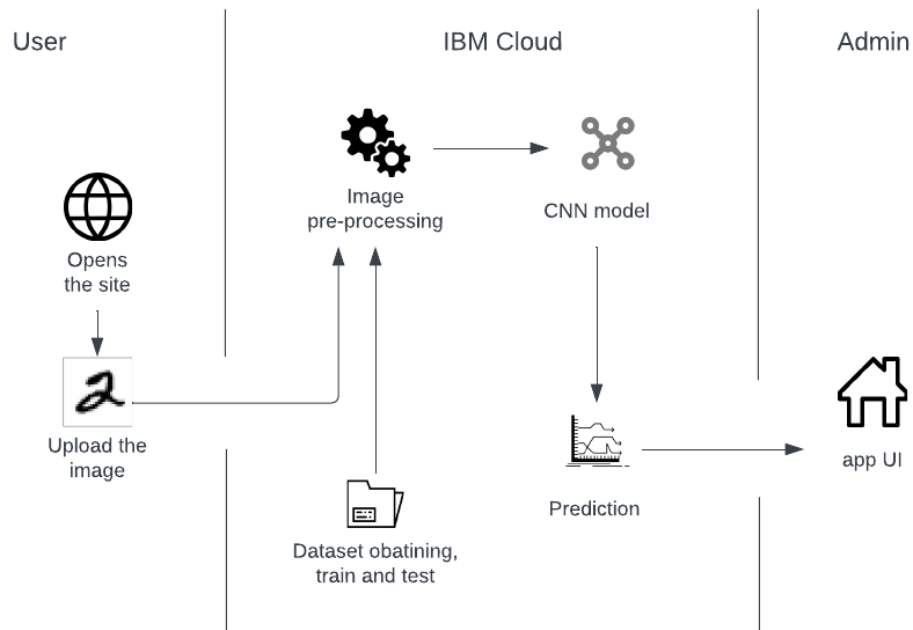 User
IBM Cloud
Admin
Image
pre-processing
CNN model
Opens
the site
2
Upload the
image
app UI
Prediction
Dataset obatining,
train and test